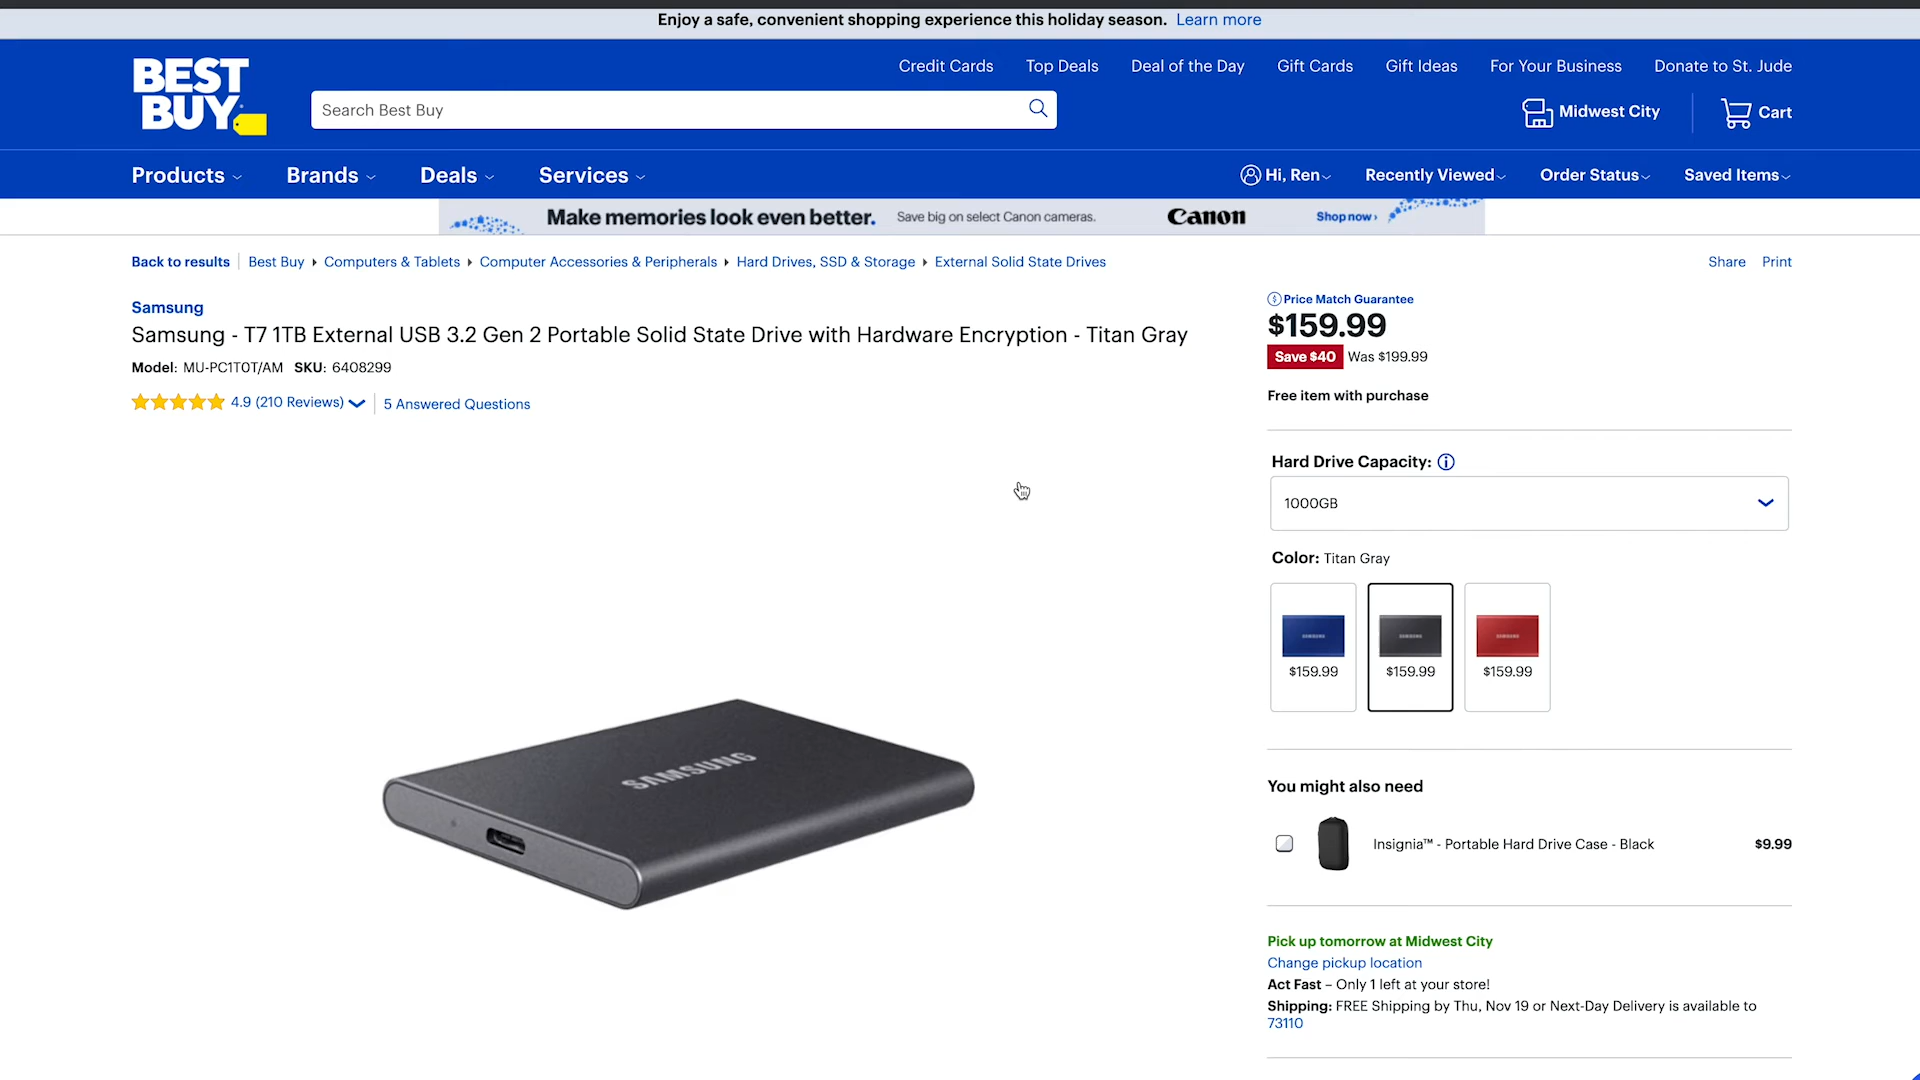 Enjoy a safe, convenient shopping experience this holiday season. Learn more
Credit Cards Top Deals Deal of the Day Gift Cards Gift Ideas For Your Business Donate to St. Jude
BEST
BUY
Search Best Buy
Midwest City
Cart
Products Brands Deals Services Hi, Ren Recently Viewed Order Status Saved Items
Make memories look even better. Save big on select Canon cameras. Canon Shop now ›
Back to results Best Buy Computers & Tablets Computer Accessories & Peripherals Hard Drives, SSD & Storage External Solid State Drives Share Print
Samsung
Samsung - T7 1TB External USB 3.2 Gen 2 Portable Solid State Drive with Hardware Encryption - Titan Gray
Model: MU-PC1T0T/AM SKU: 6408299
4.9 (210 Reviews) 5 Answered Questions
SAMSUNG
Price Match Guarantee
$159.99
Save $40 Was $199.99
Free item with purchase
Hard Drive Capacity:
1000GB
Color: Titan Gray
SAMSUNG SAMSUNG SAMSUNG
$159.99 $159.99 $159.99
You might also need
Insignia™ - Portable Hard Drive Case - Black $9.99
Pick up tomorrow at Midwest City
Change pickup location
Act Fast – Only 1 left at your store!
Shipping: FREE Shipping by Thu, Nov 19 or Next-Day Delivery is available to
73110